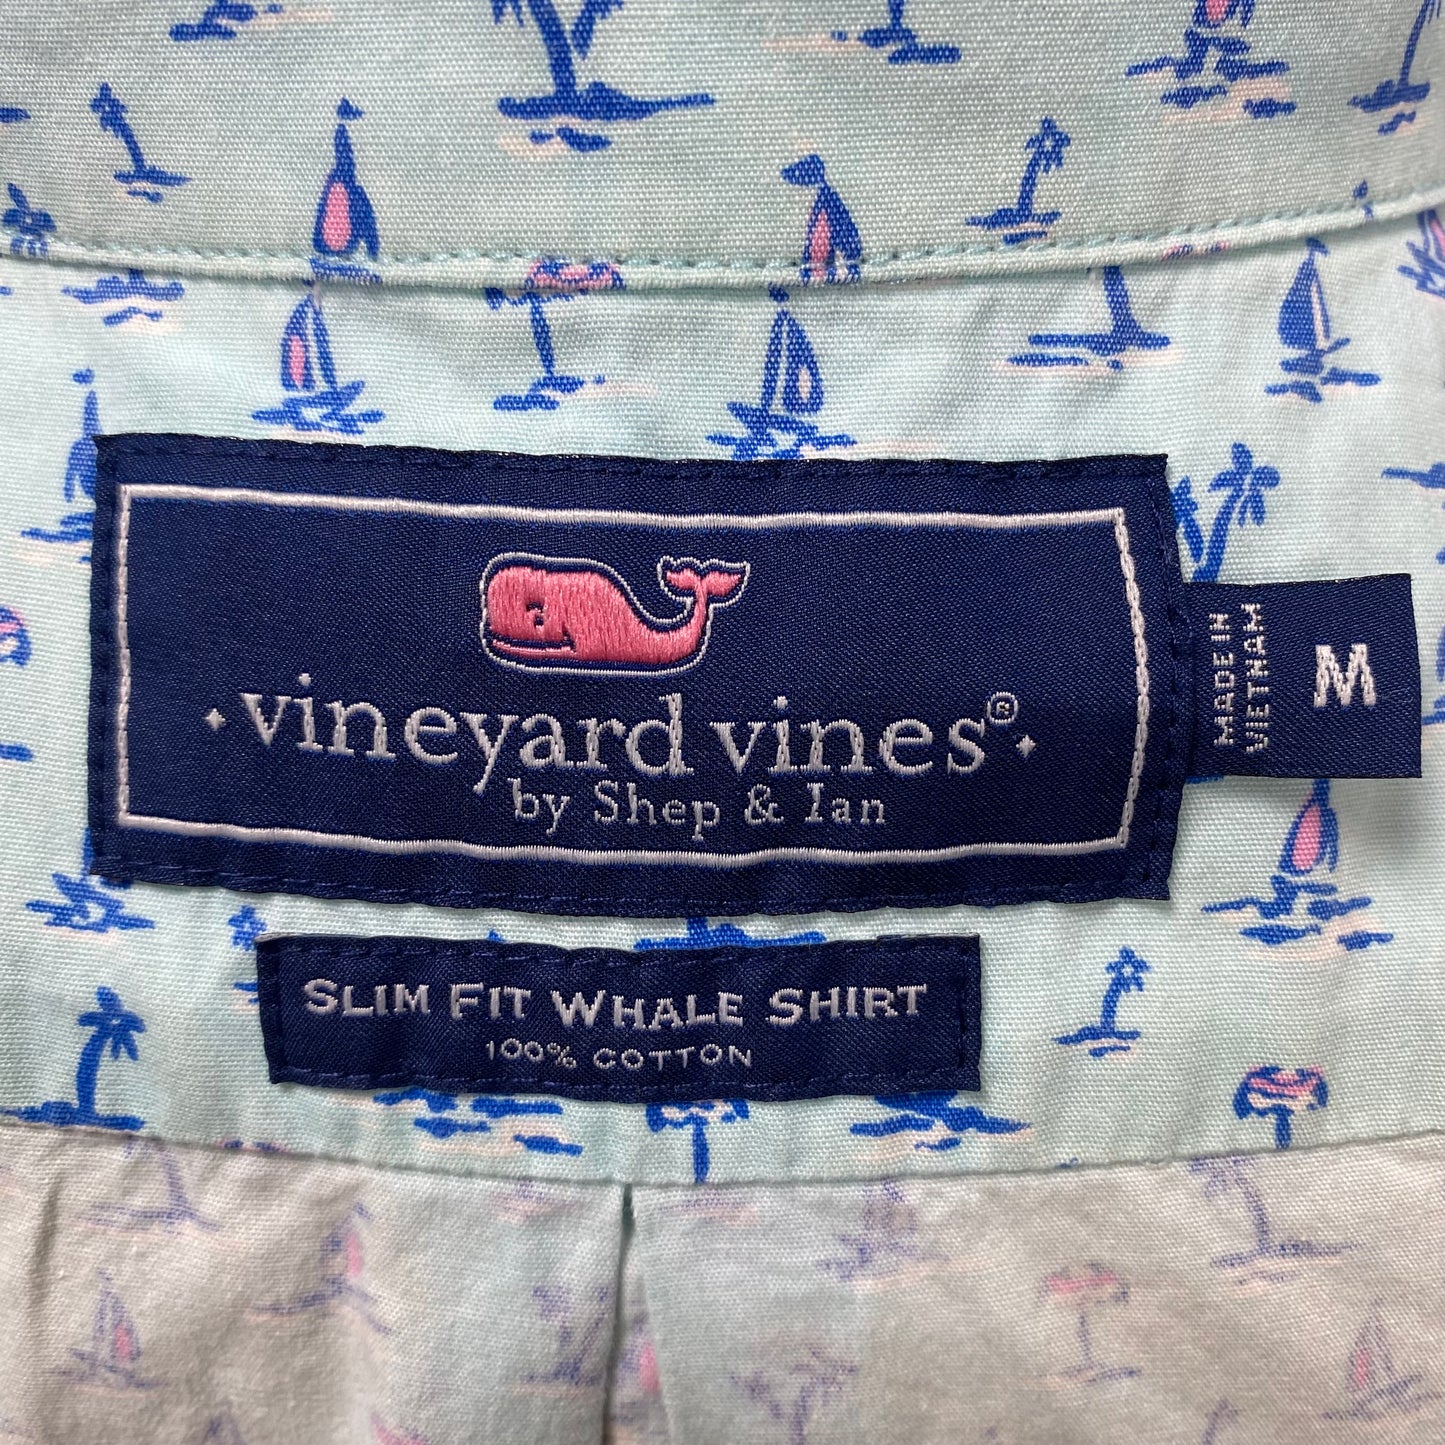 ·vineyard vines®·
by Shep & Ian
MADE IN
VIETNAM
M
SLIM FIT WHALE SHIRT
100% COTTON